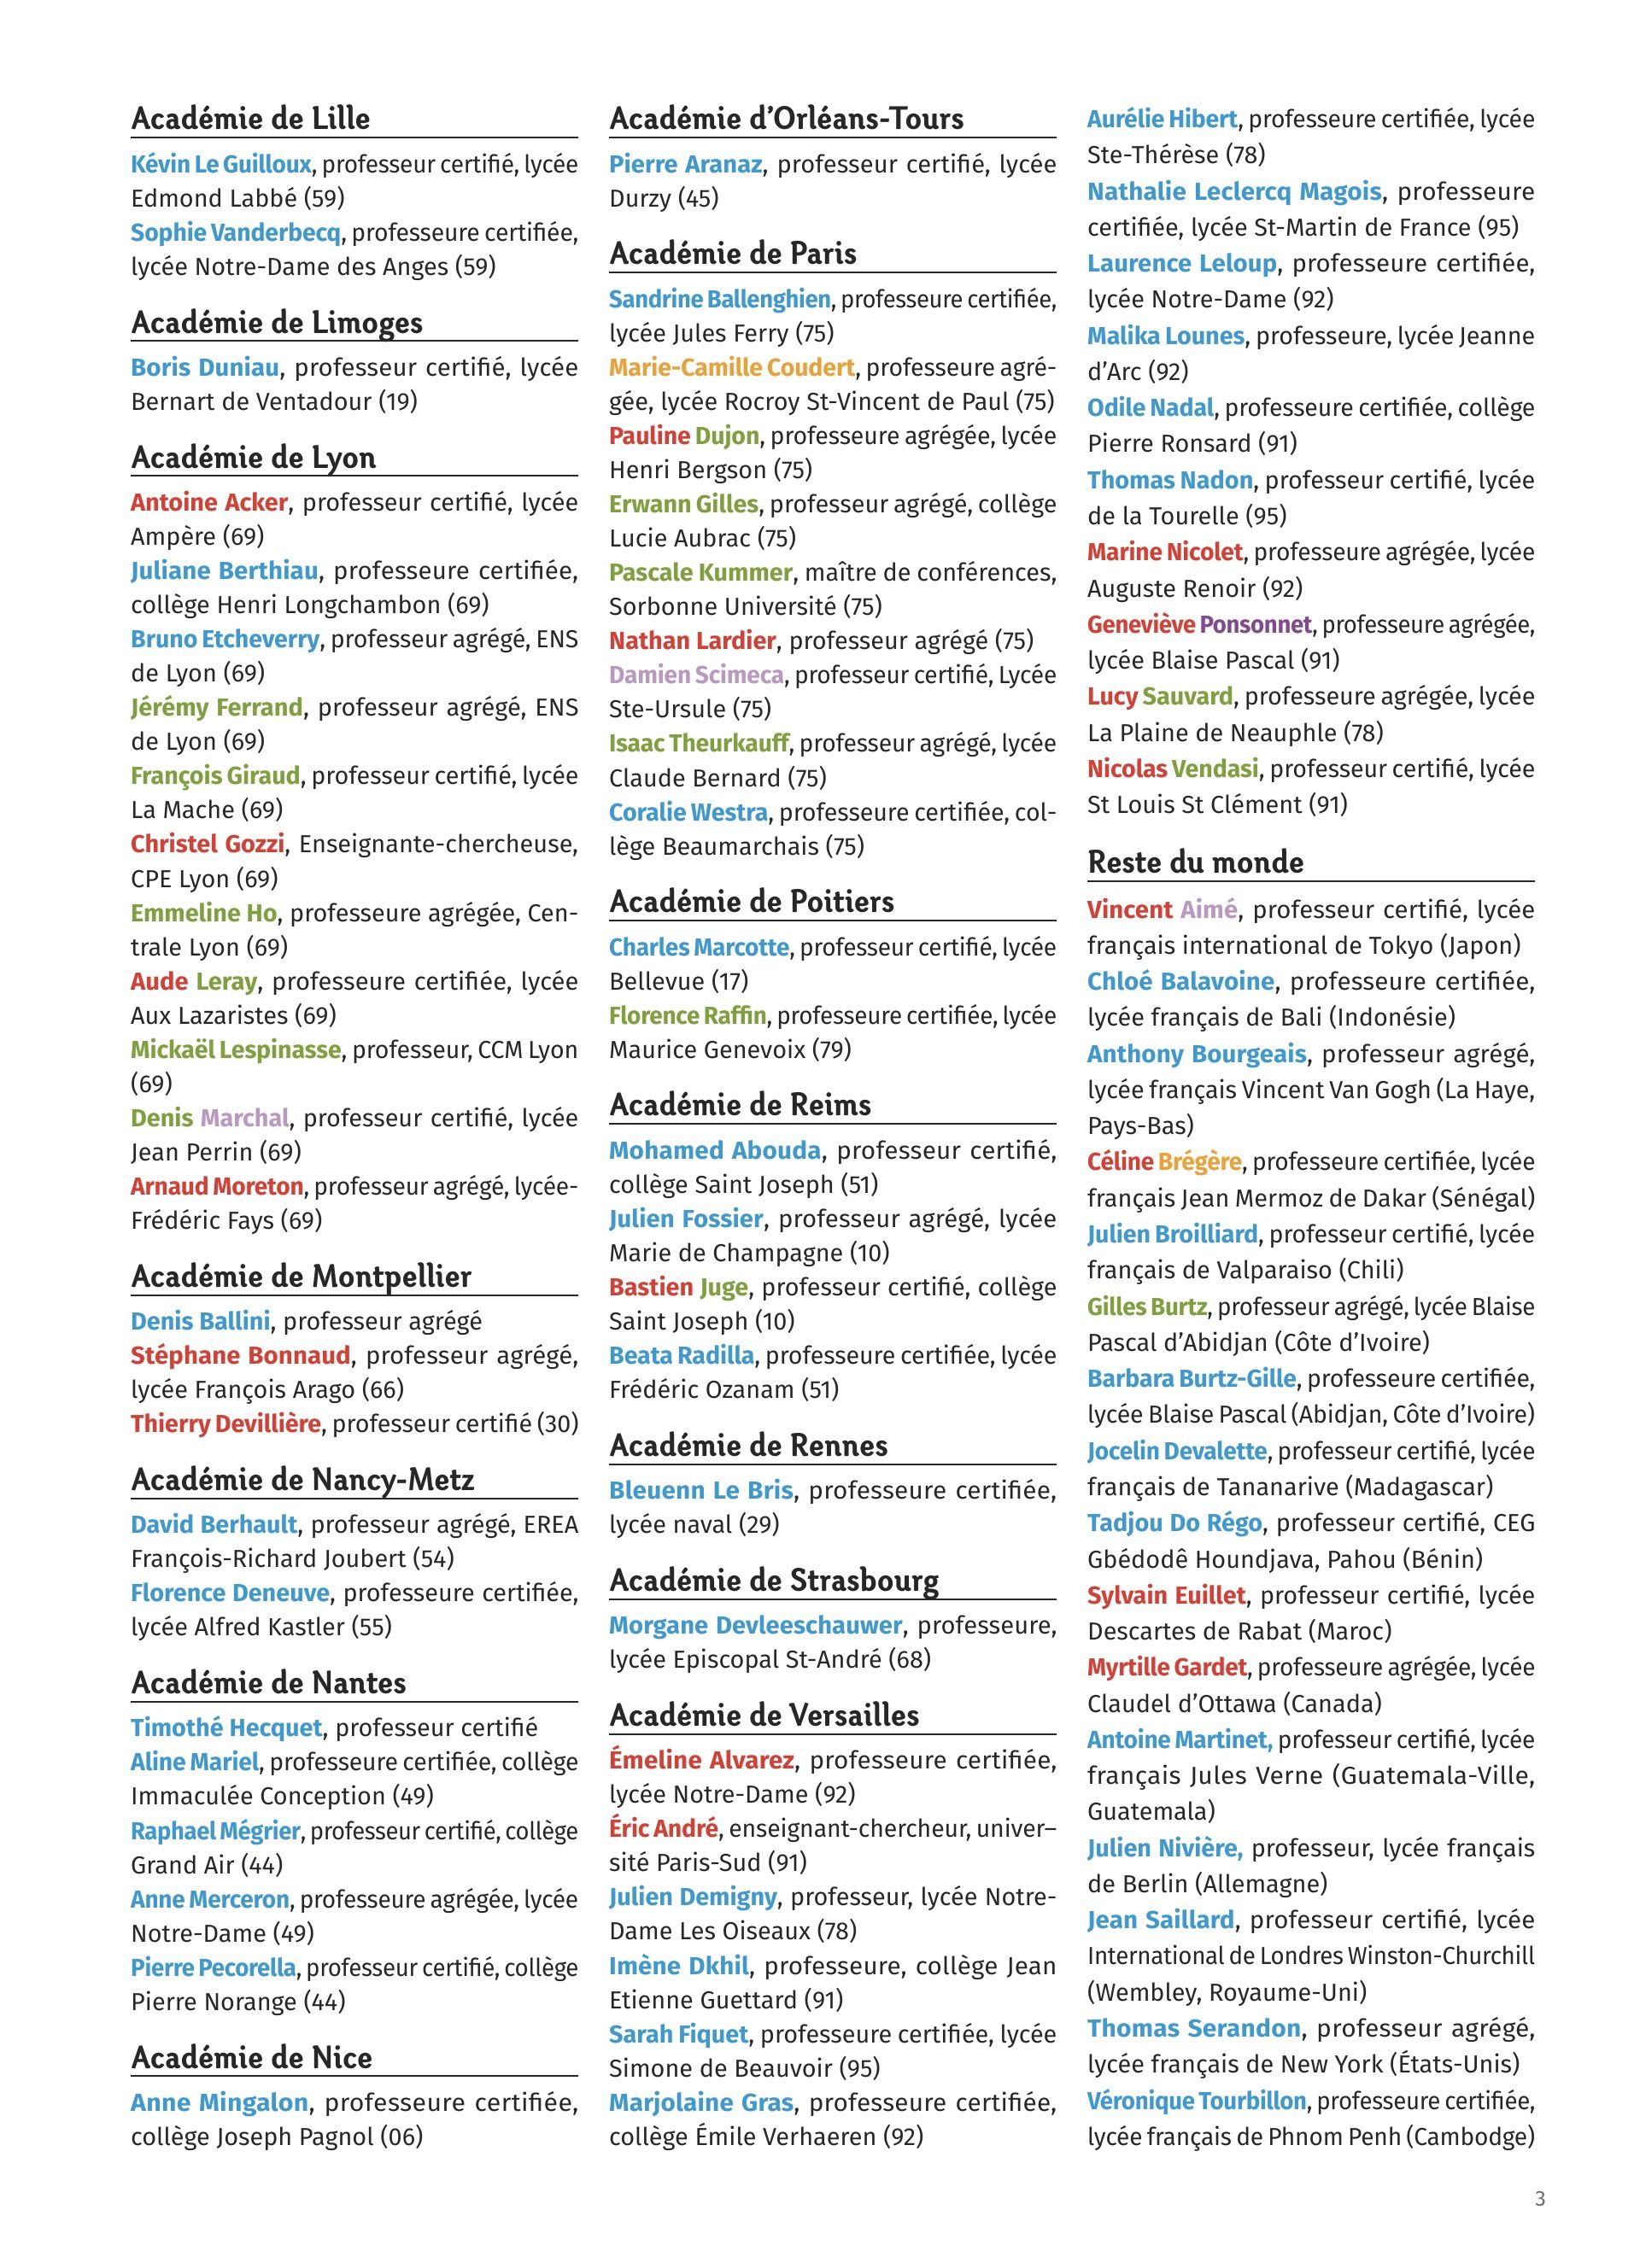 Académie de Lille
Kévin Le Guilloux, professeur certifié, lycée
Edmond Labbé (59)
Sophie Vanderbecq, professeure certifiée,
lycée Notre-Dame des Anges (59)
Académie de Limoges
Boris Duniau, professeur certifié, lycée
Bernart de Ventadour (19)
Académie de Lyon
Antoine Acker, professeur certifié, lycée
Ampère (69)
Juliane Berthiau, professeure certifiée,
collège Henri Longchambon (69)
Bruno Etcheverry, professeur agrégé, ENS
de Lyon (69)
Jérémy Ferrand, professeur agrégé, ENS
de Lyon (69)
François Giraud, professeur certifié, lycée
La Mache (69)
Christel Gozzi, Enseignante-chercheuse,
CPE Lyon (69)
Emmeline Ho, professeure agrégée, Cen-
trale Lyon (69)
Aude Leray, professeure certifiée, lycée
Aux Lazaristes (69)
Mickaël Lespinasse, professeur, CCM Lyon
(69)
Denis Marchal, professeur certifié, lycée
Jean Perrin (69)
Arnaud Moreton, professeur agrégé, lycée-
Frédéric Fays (69)
Académie de Montpellier
Denis Ballini, professeur agrégé
Stéphane Bonnaud, professeur agrégé,
lycée François Arago (66)
Thierry Devillière, professeur certifié (30)
Académie de Nancy-Metz
David Berhault, professeur agrégé, EREA
François-Richard Joubert (54)
Florence Deneuve, professeure certifiée,
lycée Alfred Kastler (55)
Académie de Nantes
Timothé Hecquet, professeur certifié
Aline Mariel, professeure certifiée, collège
Immaculée Conception (49)
Raphael Mégrier, professeur certifié, collège
Grand Air (44)
Anne Merceron, professeure agrégée, lycée
Notre-Dame (49)
Pierre Pecorella, professeur certifié, collège
Pierre Norange (44)
Académie de Nice
Anne Mingalon, professeure certifiée,
collège Joseph Pagnol (06)
Académie d'Orléans-Tours
Pierre Aranaz, professeur certifié, lycée
Durzy (45)
Académie de Paris
Sandrine Ballenghien, professeure certifiée,
lycée Jules Ferry (75)
Marie-Camille Coudert, professeure agré-
gée, lycée Rocroy St-Vincent de Paul (75)
Pauline Dujon, professeure agrégée, lycée
Henri Bergson (75)
Erwann Gilles, professeur agrégé, collège
Lucie Aubrac (75)
Pascale Kummer, maître de conférences,
Sorbonne Université (75)
Nathan Lardier, professeur agrégé (75)
Damien Scimeca, professeur certifié, Lycée
Ste-Ursule (75)
Isaac Theurkauff, professeur agrégé, lycée
Claude Bernard (75)
Coralie Westra, professeure certifiée, col-
lège Beaumarchais (75)
Académie de Poitiers
Charles Marcotte, professeur certifié, lycée
Bellevue (17)
Florence Raffin, professeure certifiée, lycée
Maurice Genevoix (79)
Académie de Reims
Mohamed Abouda, professeur certifié,
collège Saint Joseph (51)
Julien Fossier, professeur agrégé, lycée
Marie de Champagne (10)
Bastien Juge, professeur certifié, collège
Saint Joseph (10)
Beata Radilla, professeure certifiée, lycée
Frédéric Ozanam (51)
Académie de Rennes
Bleuenn Le Bris, professeure certifiée,
lycée naval (29)
Académie de Strasbourg
Morgane Devleeschauwer, professeure,
lycée Episcopal St-André (68)
Académie de Versailles
Émeline Alvarez, professeure certifiée,
lycée Notre-Dame (92)
Éric André, enseignant-chercheur, univer–
sité Paris-Sud (91)
Julien Demigny, professeur, lycée Notre-
Dame Les Oiseaux (78)
Imène Dkhil, professeure, collège Jean
Etienne Guettard (91)
Sarah Fiquet, professeure certifiée, lycée
Simone de Beauvoir (95)
Marjolaine Gras, professeure certifiée,
collège Émile Verhaeren (92)
Aurélie Hibert, professeure certifiée, lycée
Ste-Thérèse (78)
Nathalie Leclercq Magois, professeure
certifiée, lycée St-Martin de France (95)
Laurence Leloup, professeure certifiée,
lycée Notre-Dame (92)
Malika Lounes, professeure, lycée Jeanne
d'Arc (92)
Odile Nadal, professeure certifiée, collège
Pierre Ronsard (91)
Thomas Nadon, professeur certifié, lycée
de la Tourelle (95)
Marine Nicolet, professeure agrégée, lycée
Auguste Renoir (92)
Geneviève Ponsonnet, professeure agrégée,
lycée Blaise Pascal (91)
Lucy Sauvard, professeure agrégée, lycée
La Plaine de Neauphle (78)
Nicolas Vendasi, professeur certifié, lycée
St Louis St Clément (91)
Reste du monde
Vincent Aimé, professeur certifié, lycée
français international de Tokyo (Japon)
Chloé Balavoine, professeure certifiée,
lycée français de Bali (Indonésie)
Anthony Bourgeais, professeur agrégé,
lycée français Vincent Van Gogh (La Haye,
Pays-Bas)
Céline Brégère, professeure certifiée, lycée
français Jean Mermoz de Dakar (Sénégal)
Julien Broilliard, professeur certifié, lycée
français de Valparaiso (Chili)
Gilles Burtz, professeur agrégé, lycée Blaise
Pascal d'Abidjan (Côte d'Ivoire)
Barbara Burtz-Gille, professeure certifiée,
lycée Blaise Pascal (Abidjan, Côte d'Ivoire)
Jocelin Devalette, professeur certifié, lycée
français de Tananarive (Madagascar)
Tadjou Do Régo, professeur certifié, CEG
Gbédodê Houndjava, Pahou (Bénin)
Sylvain Euillet, professeur certifié, lycée
Descartes de Rabat (Maroc)
Myrtille Gardet, professeure agrégée, lycée
Claudel d'Ottawa (Canada)
Antoine Martinet, professeur certifié, lycée
français Jules Verne (Guatemala-Ville,
Guatemala)
Julien Nivière, professeur, lycée français
de Berlin (Allemagne)
Jean Saillard, professeur certifié, lycée
International de Londres Winston-Churchill
(Wembley, Royaume-Uni)
Thomas Serandon, professeur agrégé,
lycée français de New York (États-Unis)
Véronique Tourbillon, professeure certifiée,
lycée français de Phnom Penh (Cambodge)
3